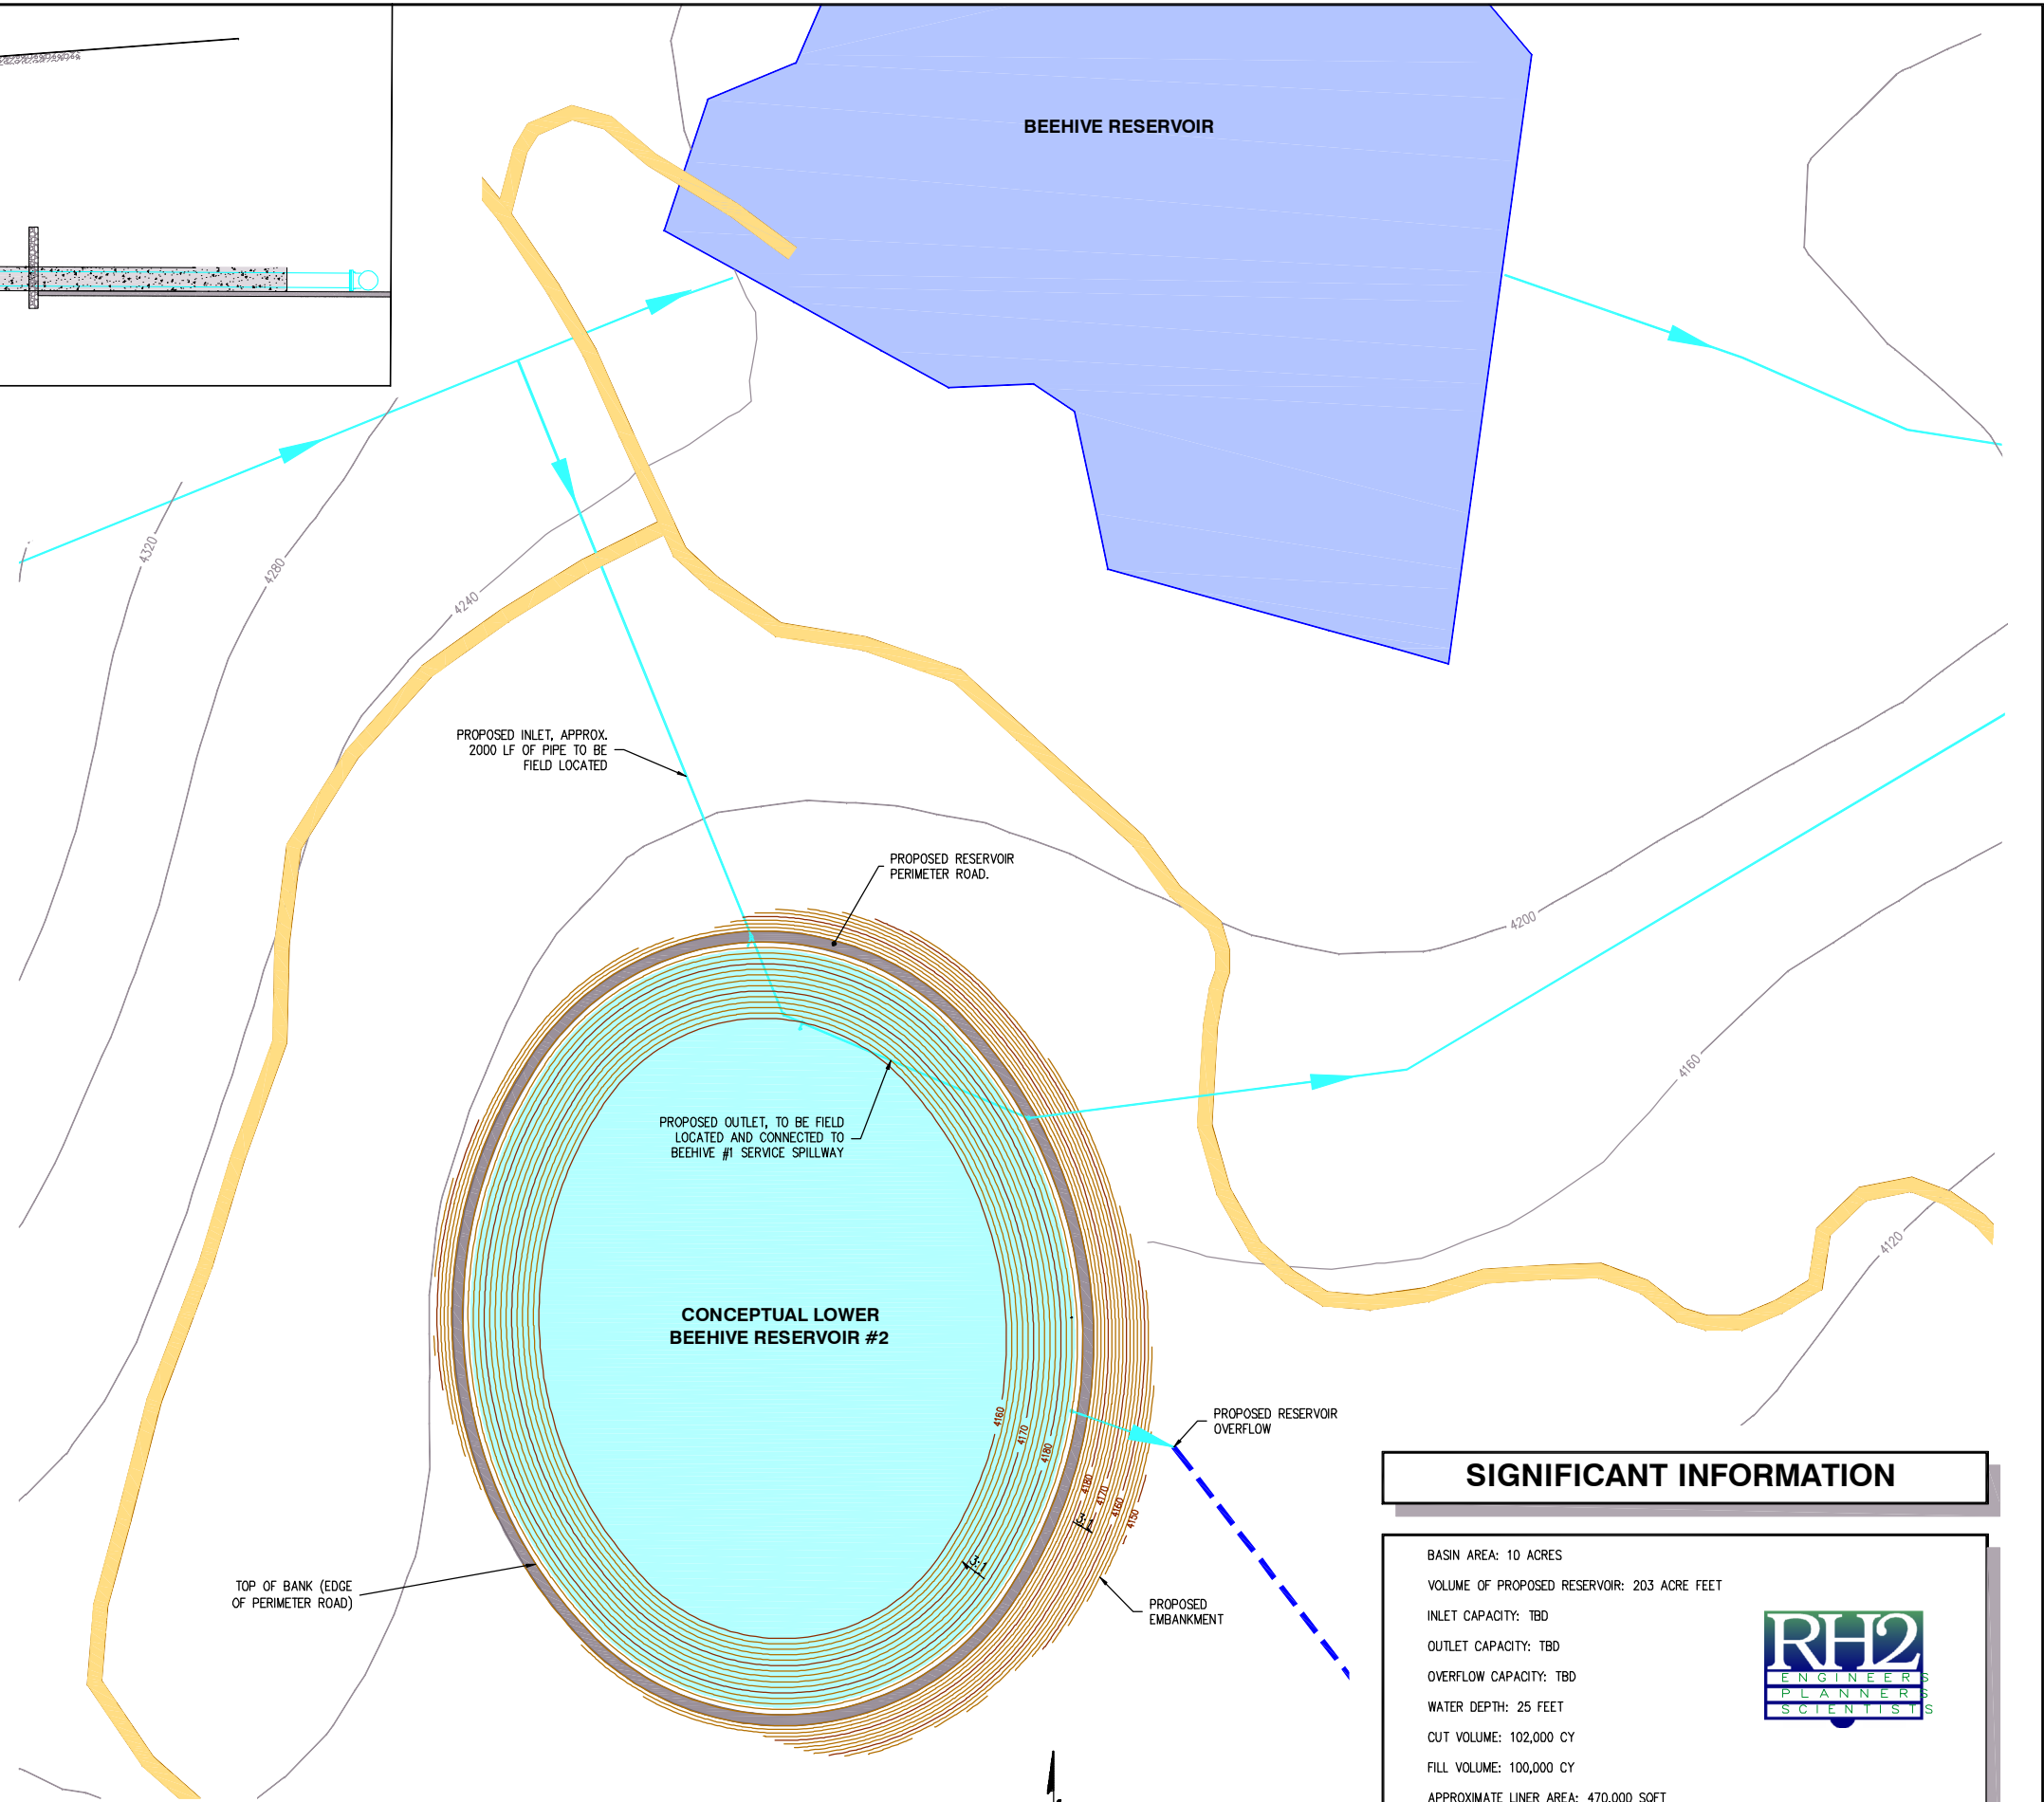 BEEHIVE RESERVOIR
4320
4280
4240
PROPOSED INLET, APPROX.
2000 LF OF PIPE TO BE
FIELD LOCATED
PROPOSED RESERVOIR
PERIMETER ROAD.
4200
4160
PROPOSED OUTLET, TO BE FIELD
LOCATED AND CONNECTED TO
BEEHIVE #1 SERVICE SPILLWAY
4120
CONCEPTUAL LOWER
BEEHIVE RESERVOIR #2
4160
4170
4180
PROPOSED RESERVOIR
OVERFLOW
4180
4170
4160
4150
3:1
TOP OF BANK (EDGE
OF PERIMETER ROAD)
PROPOSED
EMBANKMENT
SIGNIFICANT INFORMATION
BASIN AREA: 10 ACRES
VOLUME OF PROPOSED RESERVOIR: 203 ACRE FEET
INLET CAPACITY: TBD
OUTLET CAPACITY: TBD
OVERFLOW CAPACITY: TBD
WATER DEPTH: 25 FEET
CUT VOLUME: 102,000 CY
FILL VOLUME: 100,000 CY
APPROXIMATE LINER AREA: 470,000 SQFT
RH2
ENGINEERS
PLANNERS
SCIENTISTS